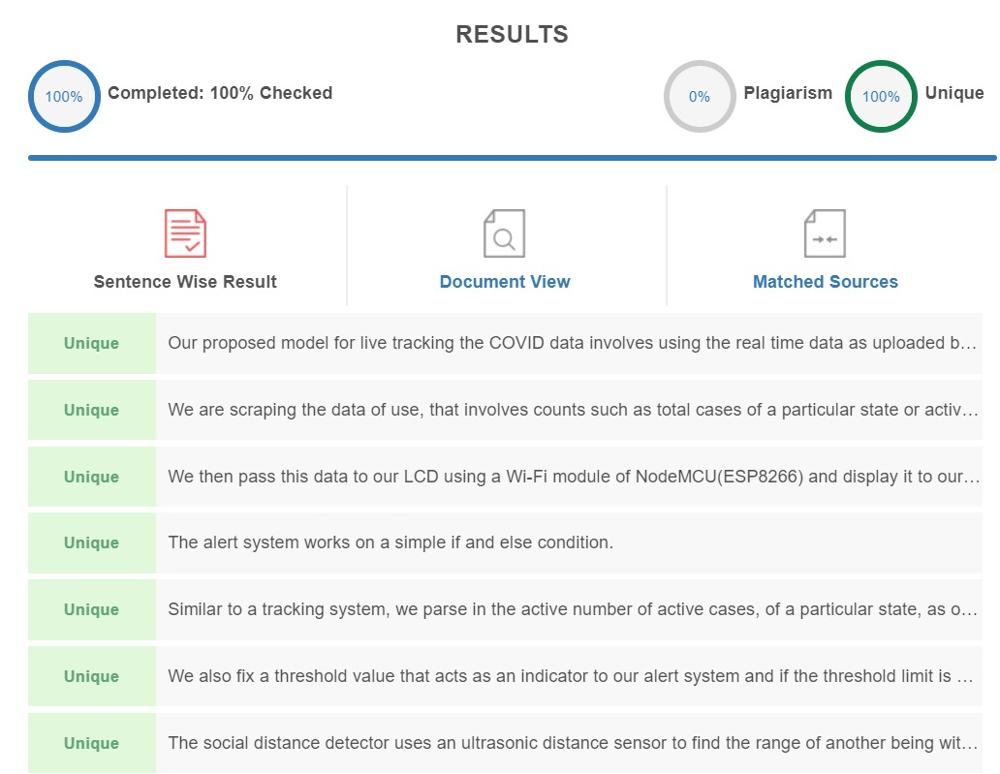 RESULTS
100% Completed: 100% Checked 0% Plagiarism 100% Unique
Sentence Wise Result Document View Matched Sources
Unique Our proposed model for live tracking the COVID data involves using the real time data as uploaded b…
Unique We are scraping the data of use, that involves counts such as total cases of a particular state or activ…
Unique We then pass this data to our LCD using a Wi-Fi module of NodeMCU(ESP8266) and display it to our…
Unique The alert system works on a simple if and else condition.
Unique Similar to a tracking system, we parse in the active number of active cases, of a particular state, as o…
Unique We also fix a threshold value that acts as an indicator to our alert system and if the threshold limit is …
Unique The social distance detector uses an ultrasonic distance sensor to find the range of another being wit…